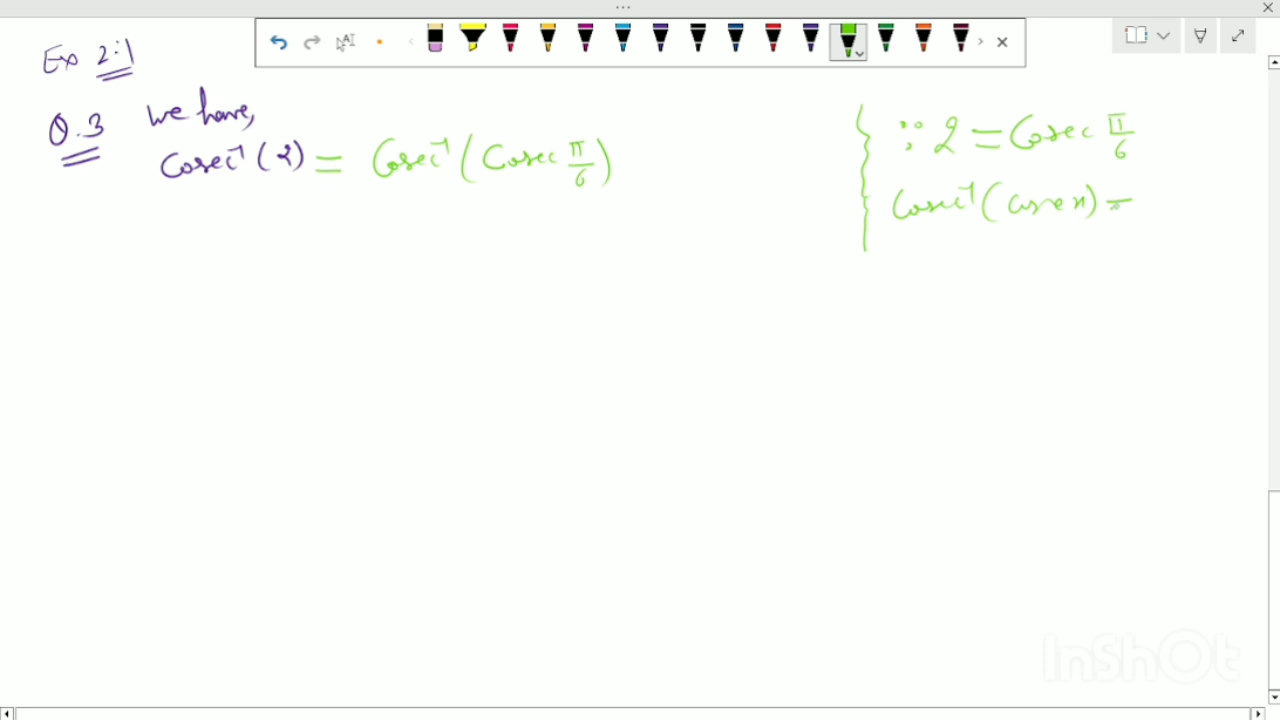 Ex 2:1
Q.3 We have,
Cosec⁻¹(2) = Cosec⁻¹(Cosec π/6)
∵ 2 = Cosec π/6
Cosec⁻¹(Cosec x) =
InShOt